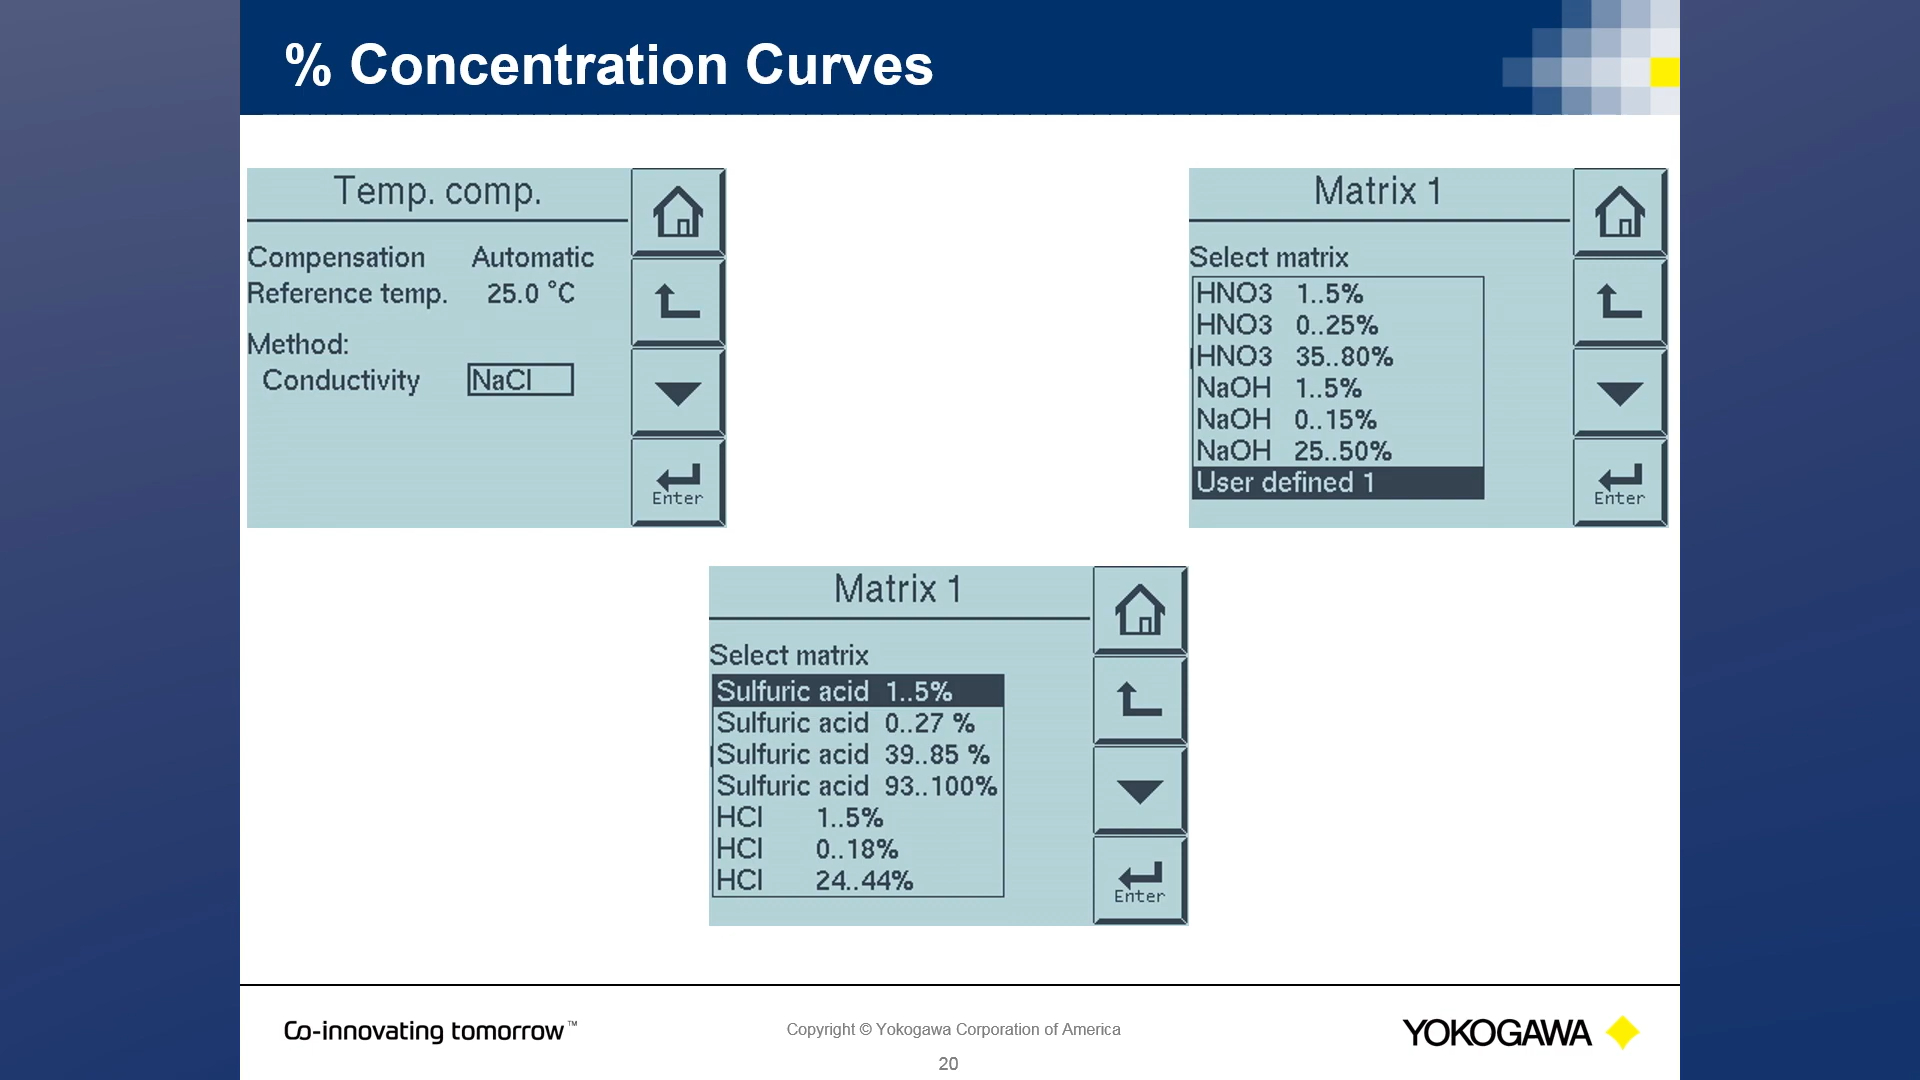 % Concentration Curves
Temp. comp.
Compensation Automatic
Reference temp. 25.0 °C
Method:
Conductivity NaCl
Enter
Matrix 1
Select matrix
HNO3 1..5%
HNO3 0..25%
HNO3 35..80%
NaOH 1..5%
NaOH 0..15%
NaOH 25..50%
User defined 1
Enter
Matrix 1
Select matrix
Sulfuric acid 1..5%
Sulfuric acid 0..27 %
Sulfuric acid 39..85 %
Sulfuric acid 93..100%
HCl 1..5%
HCl 0..18%
HCl 24..44%
Enter
Co-innovating tomorrow™
Copyright © Yokogawa Corporation of America
YOKOGAWA
20